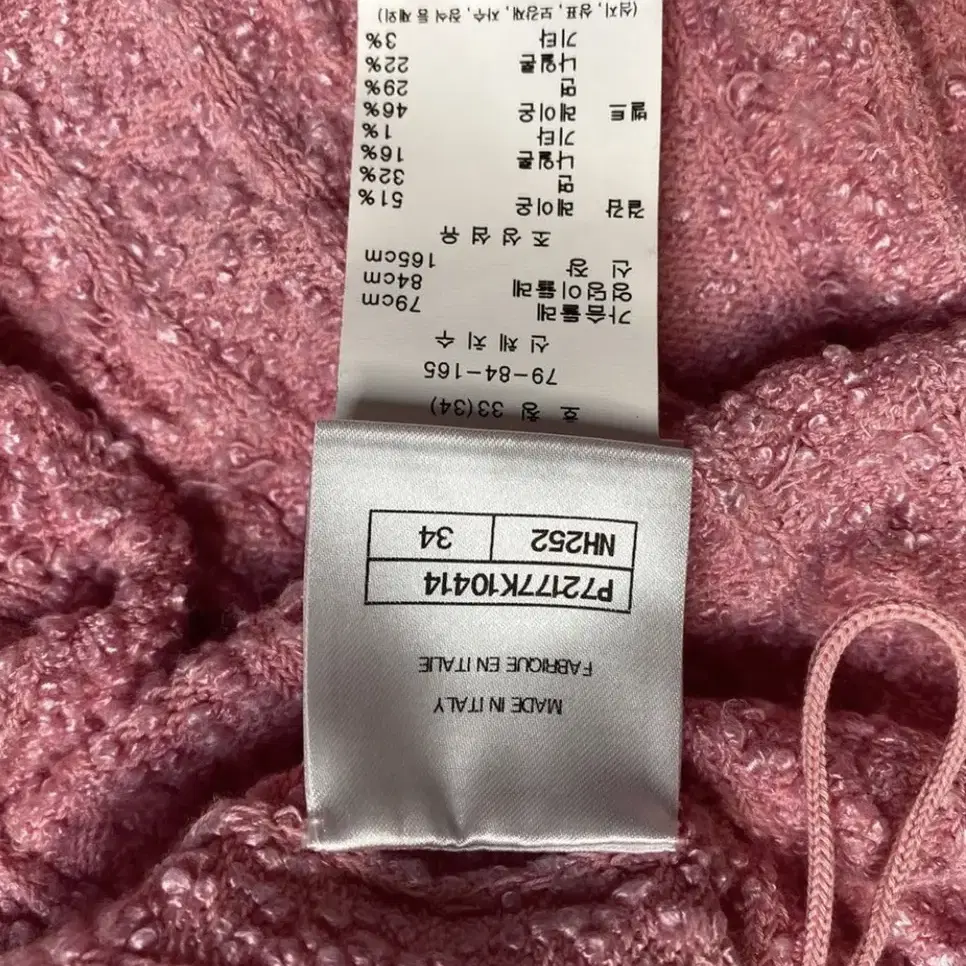 MADE IN ITALY
FABRIQUE EN ITALIE
P72177K10414
NH252 34
호 칭 33(34)
79-84-165
신 체 치 수
가슴둘레 79cm
엉덩이둘레 84cm
신 장 165cm
조 성 섬 유
겉감 레이온 51%
면 32%
나일론 16%
기타 1%
벨트 레이온 46%
면 29%
나일론 22%
기타 3%
(심지, 상표, 보강재, 자수, 장식 등 제외)